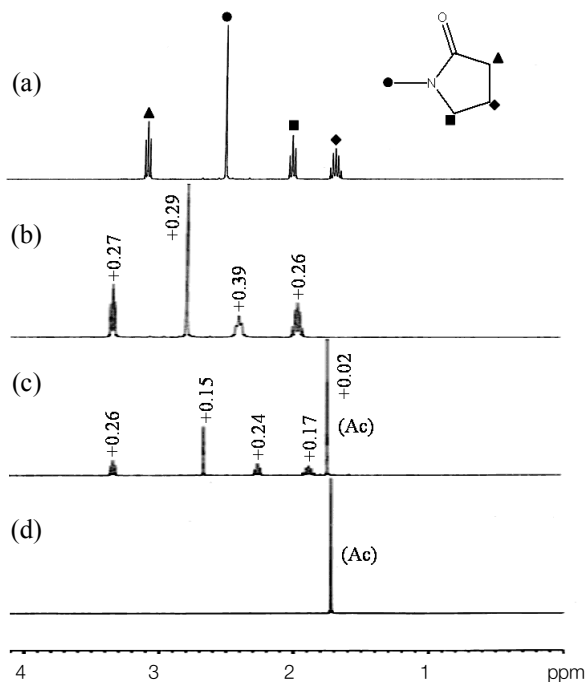 (a)
O
N
(b)
+0.27
+0.29
+0.39
+0.26
(c)
+0.26
+0.15
+0.24
+0.17
+0.02
(Ac)
(d)
(Ac)
4 3 2 1 ppm